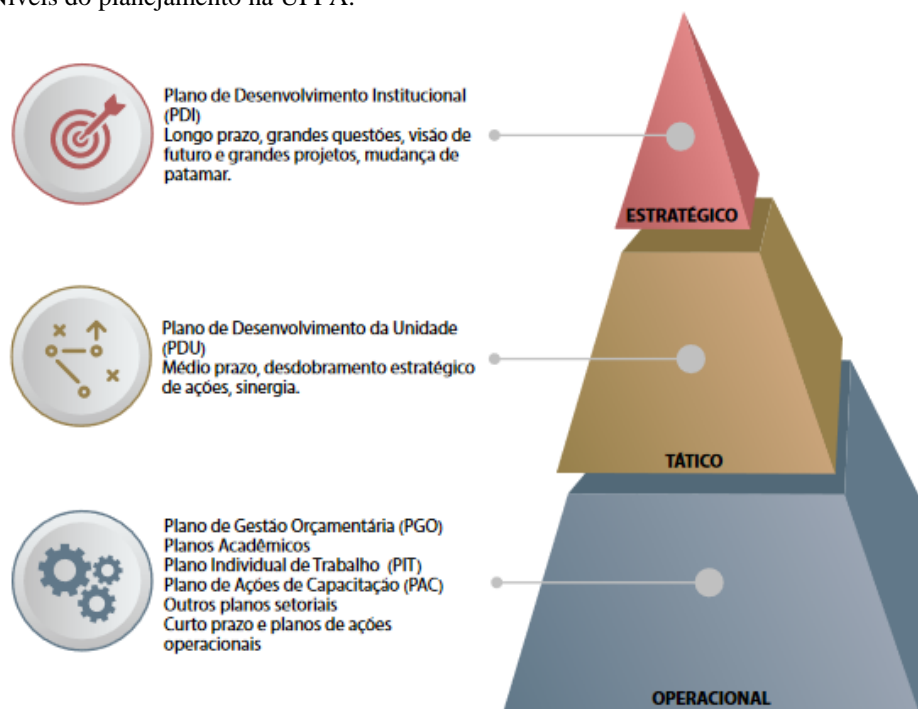 Níveis do planejamento na UFPA.
Plano de Desenvolvimento Institucional
(PDI)
Longo prazo, grandes questões, visão de
futuro e grandes projetos, mudança de
patamar.
ESTRATÉGICO
Plano de Desenvolvimento da Unidade
(PDU)
Médio prazo, desdobramento estratégico
de ações, sinergia.
TÁTICO
Plano de Gestão Orçamentária (PGO)
Planos Acadêmicos
Plano Individual de Trabalho (PIT)
Plano de Ações de Capacitação (PAC)
Outros planos setoriais
Curto prazo e planos de ações
operacionais
OPERACIONAL